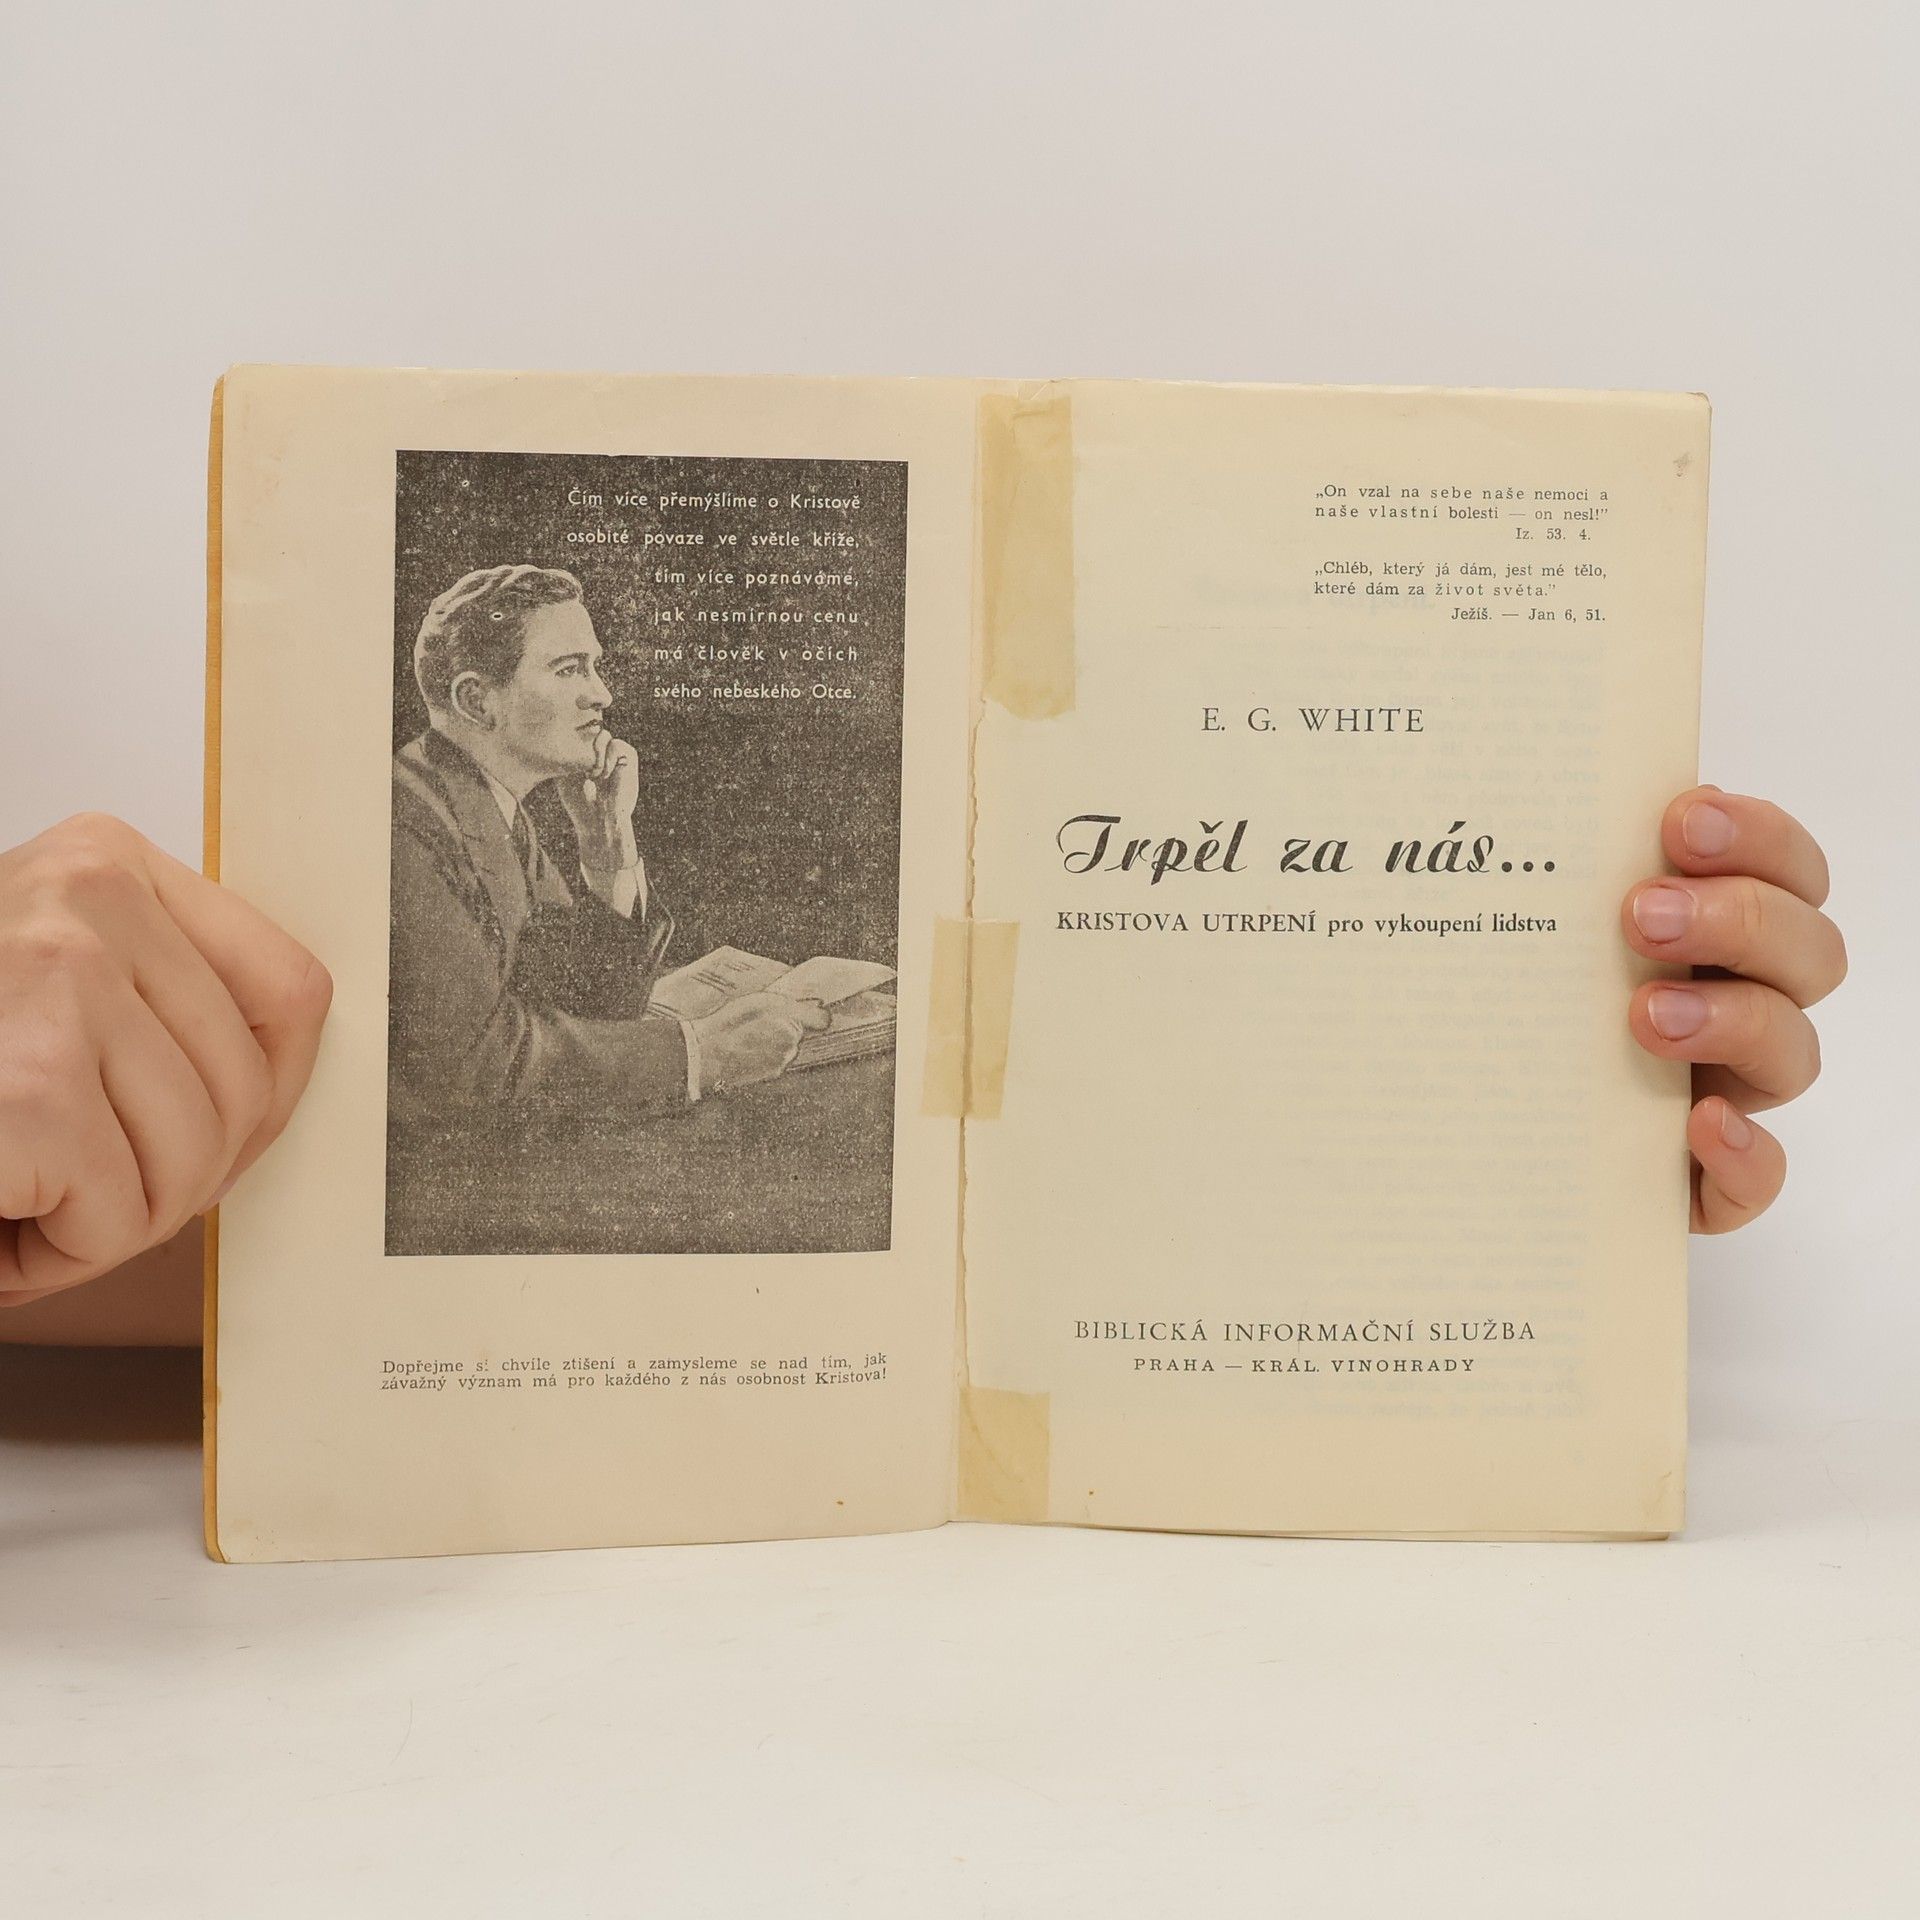 Čím více přemýšlíme o Kristově
osobité povaze ve světle kříže,
tím více poznáváme,
jak nesmírnou cenu
má člověk v očích
svého nebeského Otce.
Dopřejme si chvíle ztišení a zamysleme se nad tím, jak
závažný význam má pro každého z nás osobnost Kristova!
„On vzal na sebe naše nemoci a
naše vlastní bolesti — on nesl!"
Iz. 53. 4.
„Chléb, který já dám, jest mé tělo,
které dám za život světa."
Ježíš. — Jan 6, 51.
E. G. WHITE
Trpěl za nás...
KRISTOVA UTRPENÍ pro vykoupení lidstva
BIBLICKÁ INFORMAČNÍ SLUŽBA
PRAHA — KRÁL. VINOHRADY